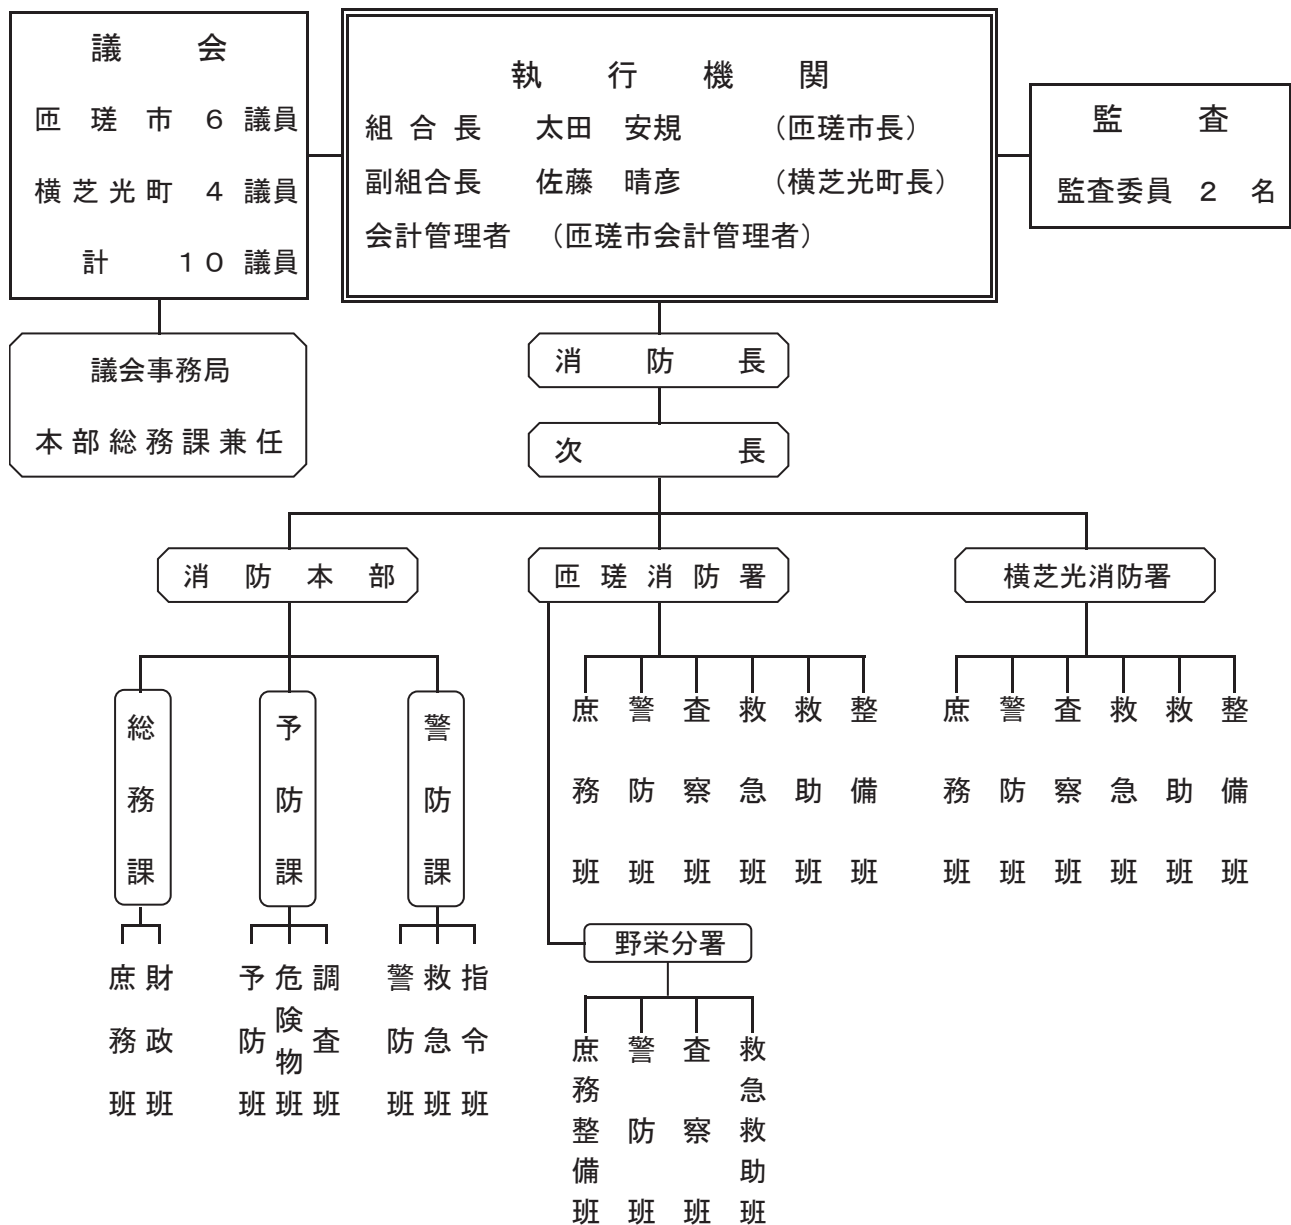 議会
匝瑳市 6 議員
横芝光町 4 議員
計 10 議員
執行機関
組合長 太田 安規 (匝瑳市長)
副組合長 佐藤 晴彦 (横芝光町長)
会計管理者 (匝瑳市会計管理者)
監査
監査委員 2 名
議会事務局
本部総務課兼任
消防長
次長
消防本部
匝瑳消防署
横芝光消防署
総務課
予防課
警防課
庶務班
財政班
予防班
危険物班
調査班
警防班
救急班
指令班
庶務班
警防班
査察班
救急班
救助班
整備班
野栄分署
庶務整備班
警防班
査察班
救急救助班
庶務班
警防班
査察班
救急班
救助班
整備班